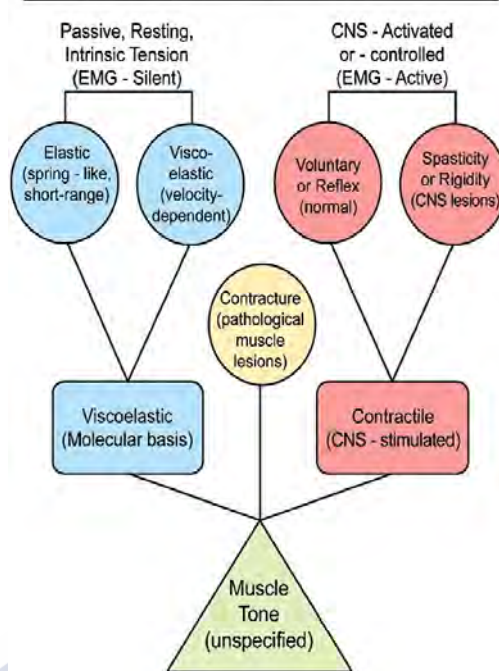 Passive, Resting,
Intrinsic Tension
(EMG - Silent)
CNS - Activated
or - controlled
(EMG - Active)
Elastic
(spring - like,
short-range)
Visco-
elastic
(velocity-
dependent)
Voluntary
or Reflex
(normal)
Spasticity
or Rigidity
(CNS lesions)
Contracture
(pathological
muscle
lesions)
Viscoelastic
(Molecular basis)
Contractile
(CNS - stimulated)
Muscle
Tone
(unspecified)